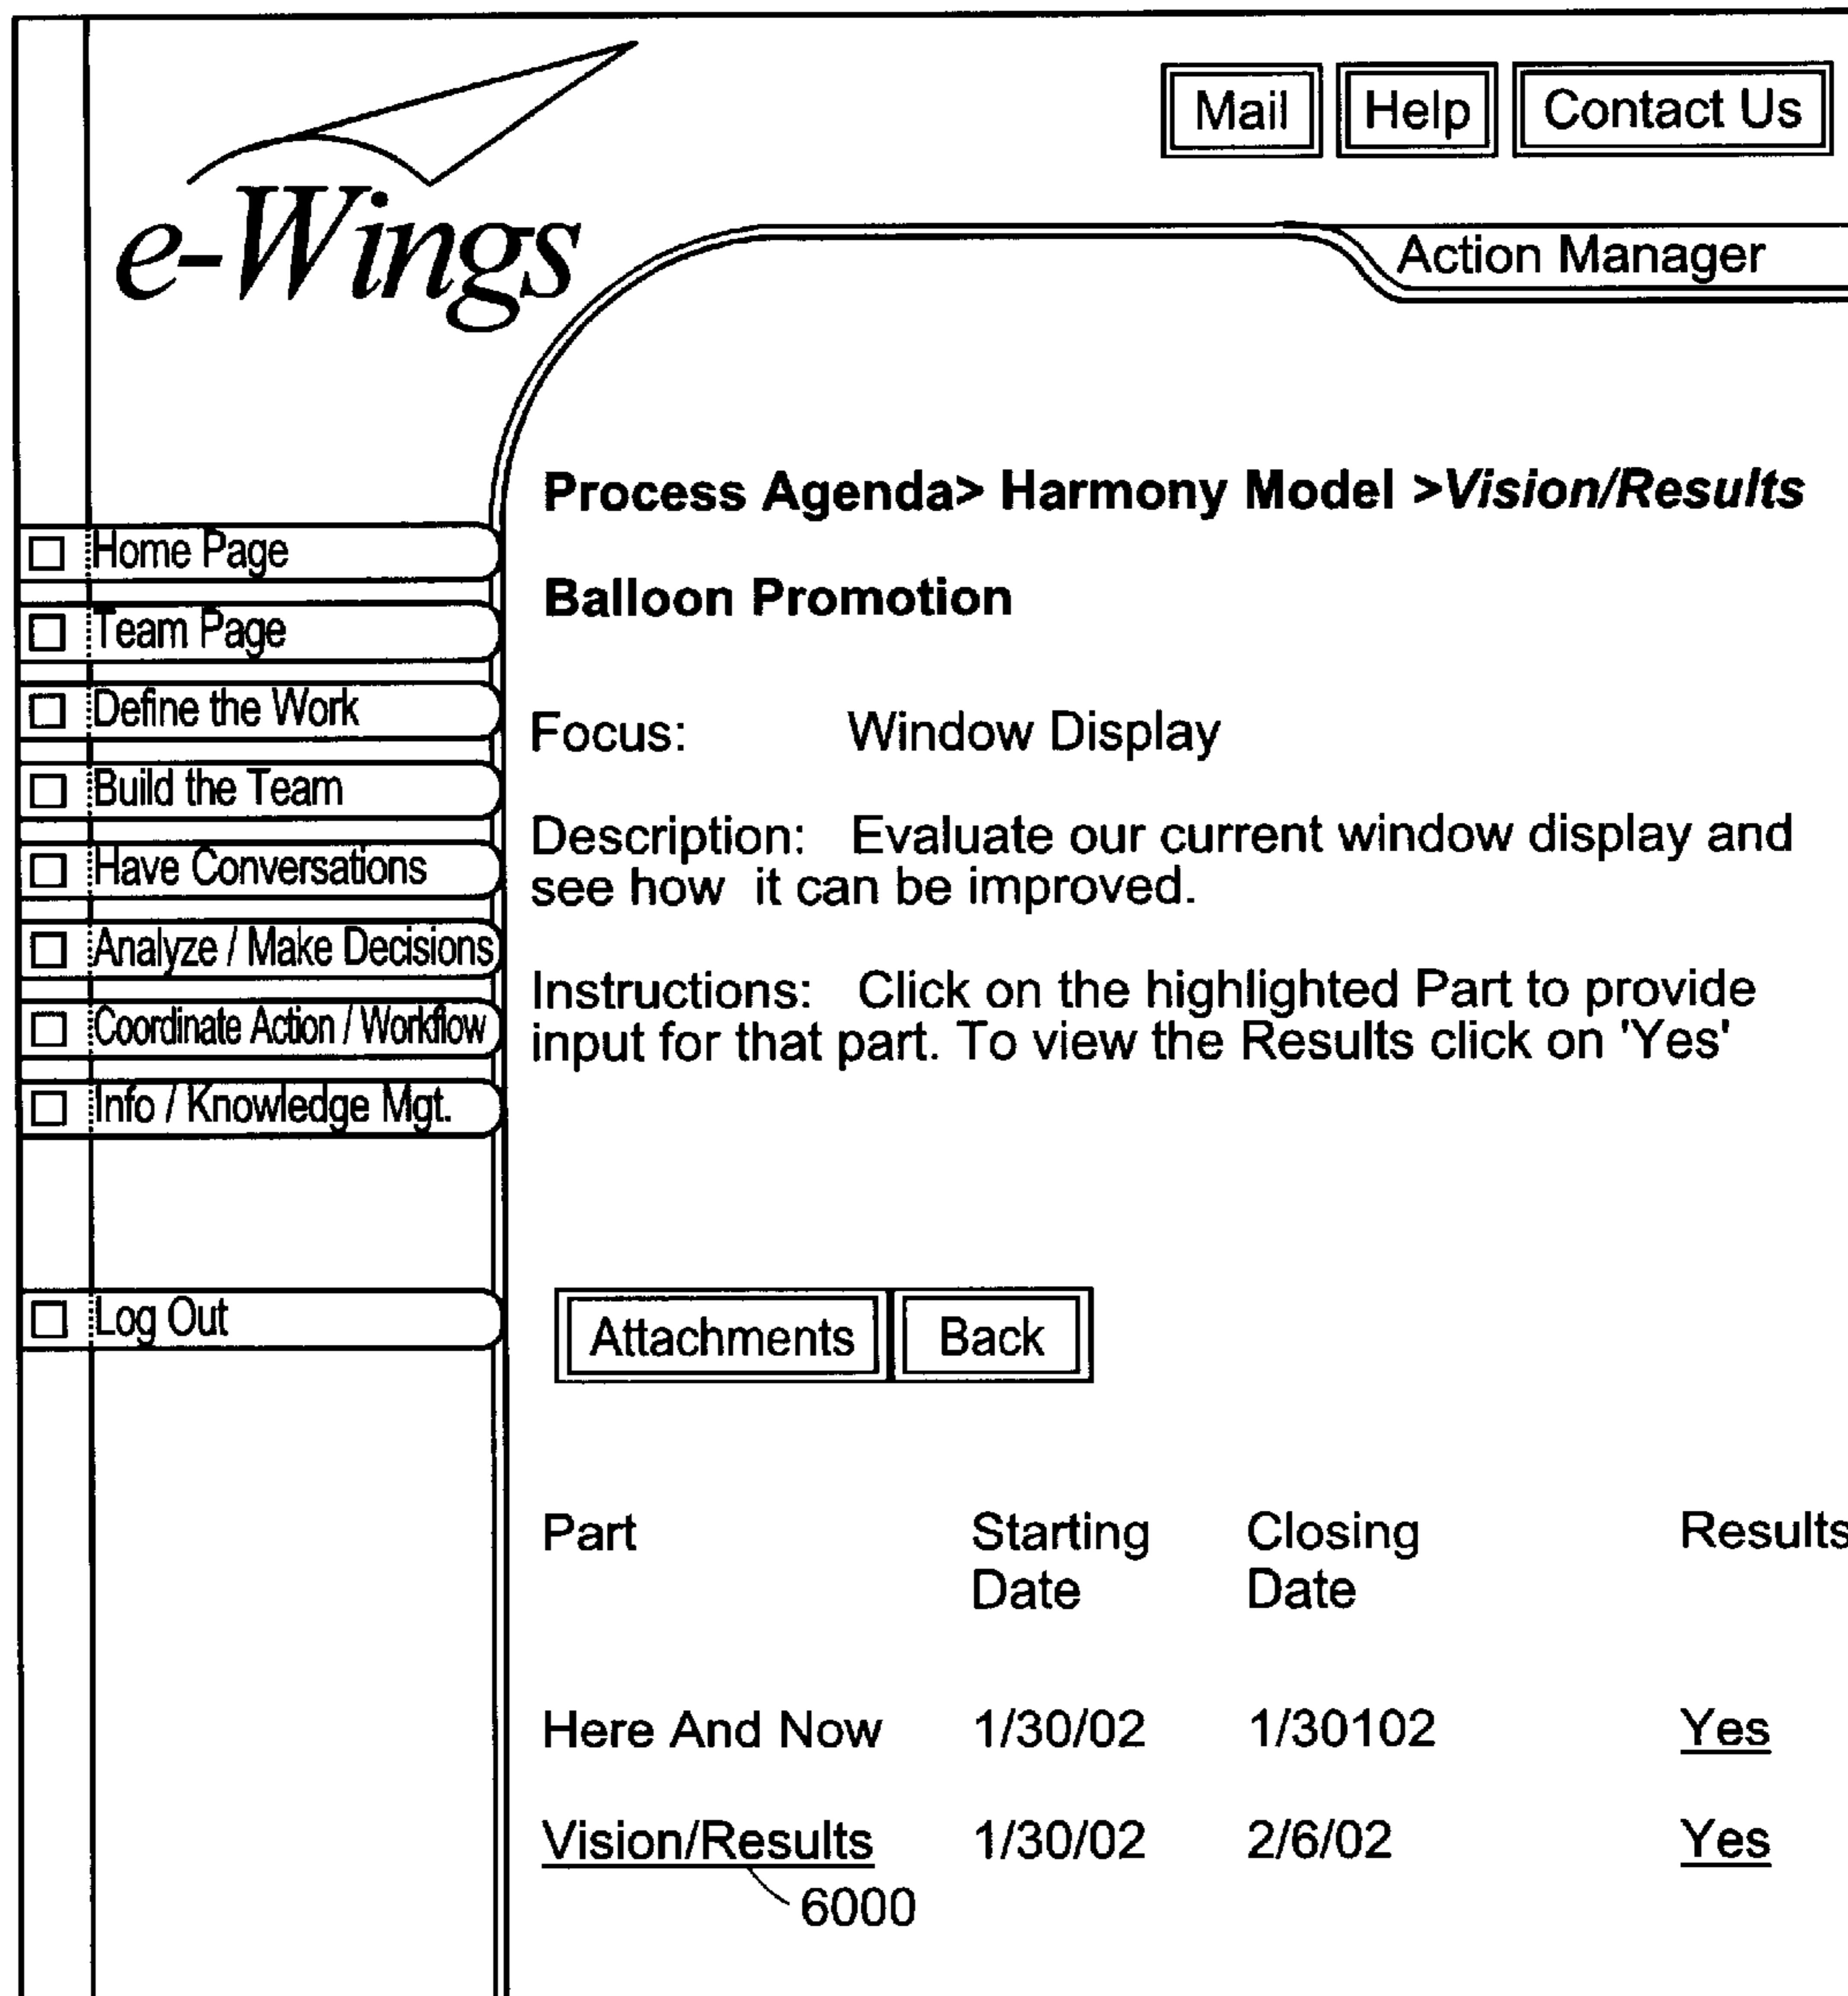 Mail Help Contact Us
e-Wings
Action Manager
Process Agenda> Harmony Model >Vision/Results
Balloon Promotion
Focus: Window Display
Description: Evaluate our current window display and
see how it can be improved.
Instructions: Click on the highlighted Part to provide
input for that part. To view the Results click on 'Yes'
Home Page
Team Page
Define the Work
Build the Team
Have Conversations
Analyze / Make Decisions
Coordinate Action / Workflow
Info / Knowledge Mgt.
Log Out
Attachments Back
Part Starting Closing Results
Date Date
Here And Now 1/30/02 1/30102 Yes
Vision/Results 1/30/02 2/6/02 Yes
6000